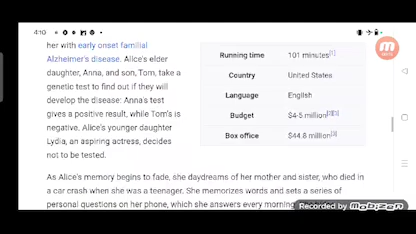 4:10
her with early onset familial
Alzheimer's disease. Alice's elder
daughter, Anna, and son, Tom, take a
genetic test to find out if they will
develop the disease: Anna's test
gives a positive result, while Tom's is
negative. Alice's younger daughter
Lydia, an aspiring actress, decides
not to be tested.
Running time 101 minutes[1]
Country United States
Language English
Budget $4-5 million[2][3]
Box office $44.8 million[3]
As Alice's memory begins to fade, she daydreams of her mother and sister, who died in
a car crash when she was a teenager. She memorizes words and sets a series of
personal questions on her phone, which she answers every morning
Recorded by Mobizen